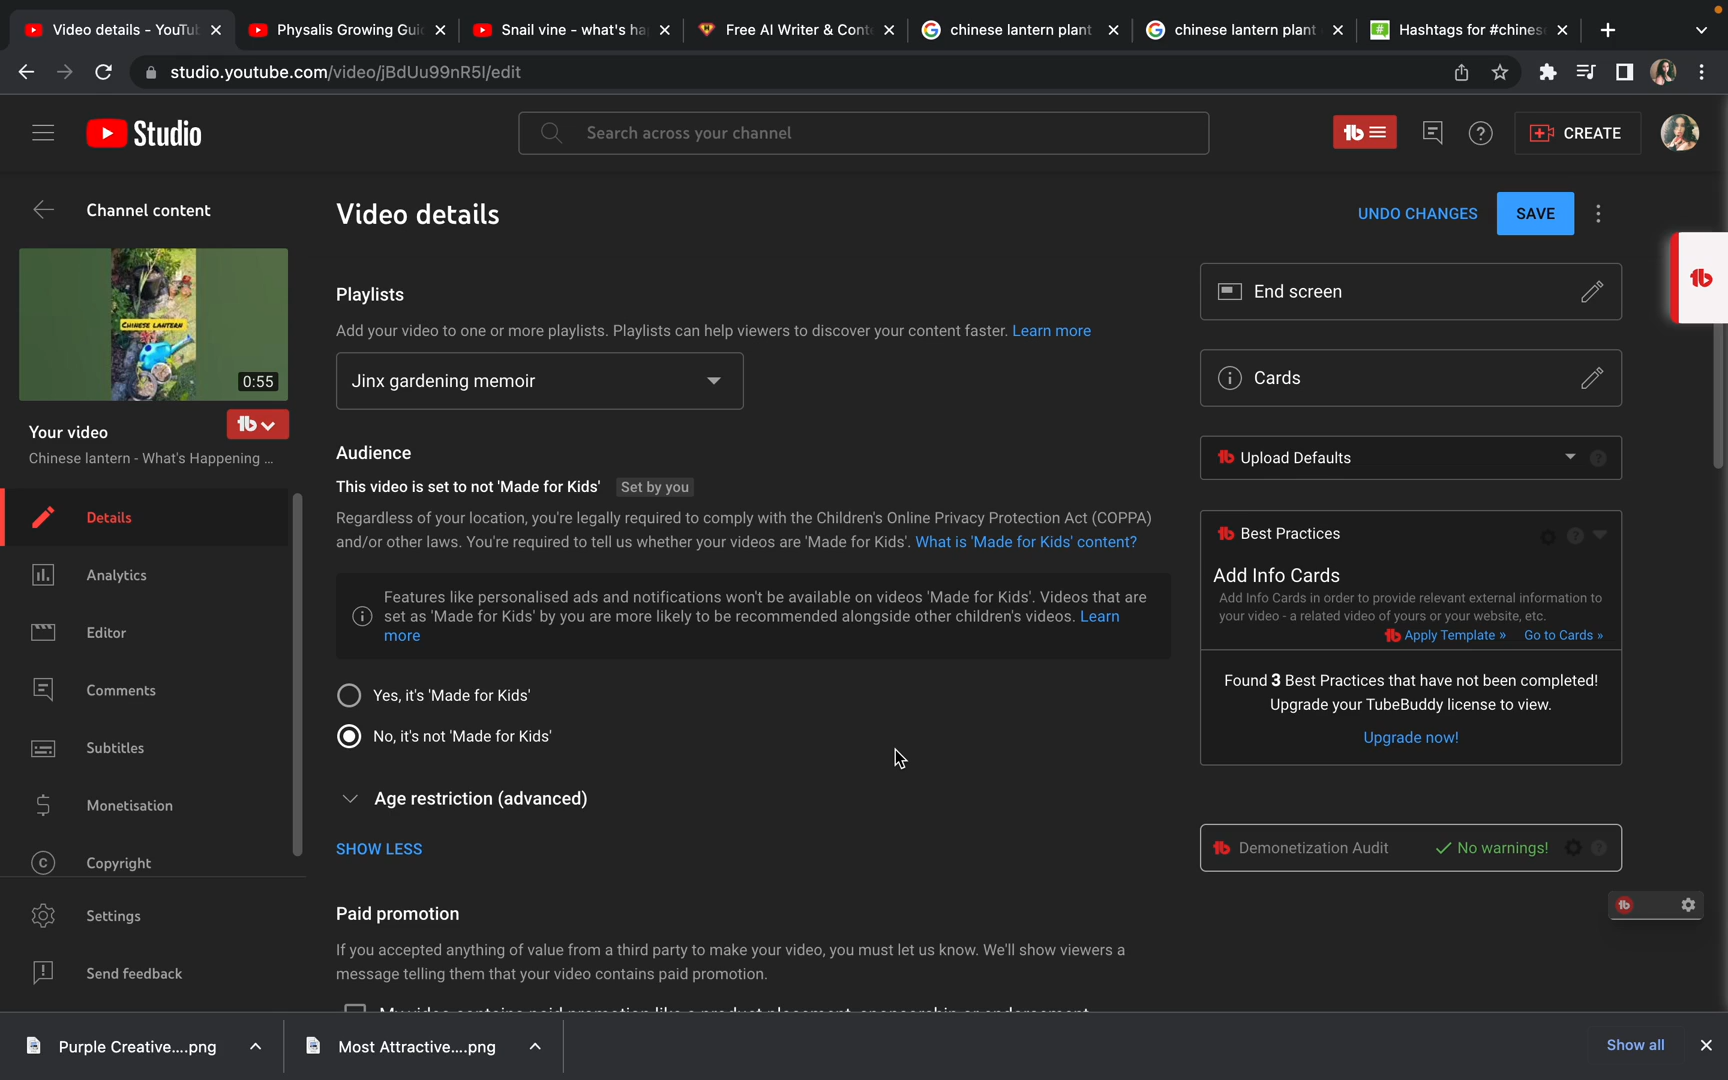 Video details - YouTu
Physalis Growing Gui
Snail vine - what's ha
Free AI Writer & Cont
chinese lantern plant
chinese lantern plant
Hashtags for #chines
studio.youtube.com/video/jBdUu99nR5I/edit
Studio
Search across your channel
CREATE
Channel content
Video details
UNDO CHANGES
SAVE
CHINESE LANTERN
0:55
Your video
Chinese lantern - What's Happening ...
Details
Analytics
Editor
Comments
Subtitles
Monetisation
Copyright
Settings
Send feedback
Playlists
Add your video to one or more playlists. Playlists can help viewers to discover your content faster. Learn more
Jinx gardening memoir
Audience
This video is set to not 'Made for Kids' Set by you
Regardless of your location, you're legally required to comply with the Children's Online Privacy Protection Act (COPPA)
and/or other laws. You're required to tell us whether your videos are 'Made for Kids'. What is 'Made for Kids' content?
Features like personalised ads and notifications won't be available on videos 'Made for Kids'. Videos that are
set as 'Made for Kids' by you are more likely to be recommended alongside other children's videos. Learn
more
Yes, it's 'Made for Kids'
No, it's not 'Made for Kids'
Age restriction (advanced)
SHOW LESS
Paid promotion
If you accepted anything of value from a third party to make your video, you must let us know. We'll show viewers a
message telling them that your video contains paid promotion.
End screen
Cards
Upload Defaults
Best Practices
Add Info Cards
Add Info Cards in order to provide relevant external information to
your video - a related video of yours or your website, etc.
Apply Template » Go to Cards »
Found 3 Best Practices that have not been completed!
Upgrade your TubeBuddy license to view.
Upgrade now!
Demonetization Audit
No warnings!
Purple Creative....png
Most Attractive....png
Show all